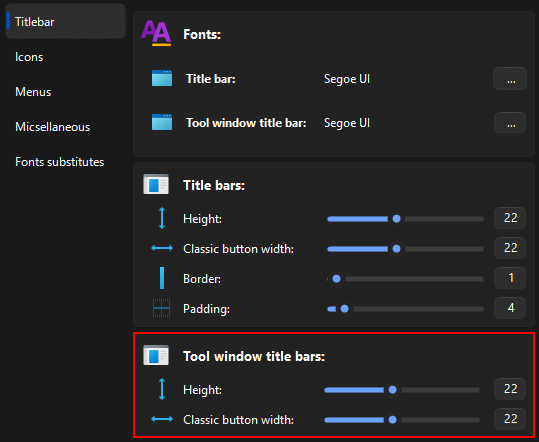 Titlebar
Icons
Menus
Micsellaneous
Fonts substitutes
Fonts:
Title bar: Segoe UI ...
Tool window title bar: Segoe UI ...
Title bars:
Height: 22
Classic button width: 22
Border: 1
Padding: 4
Tool window title bars:
Height: 22
Classic button width: 22